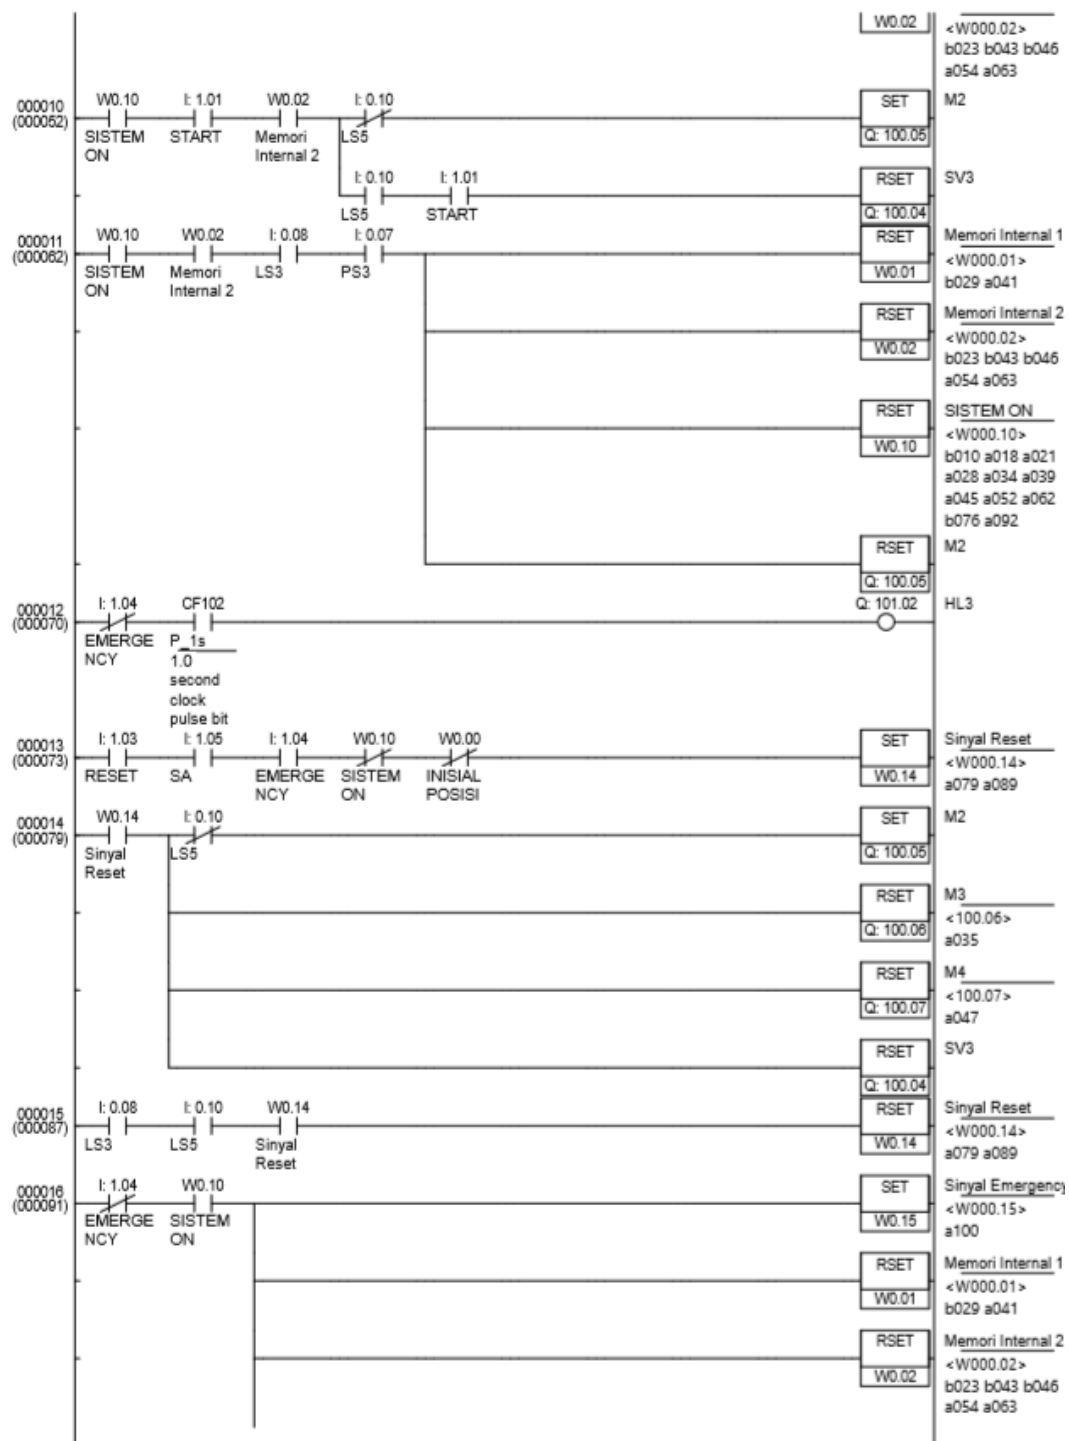 W0.02
<W000.02>
b023 b043 b046
a054 a063
000010
(000052)
W0.10 I: 1.01 W0.02 I: 0.10
SISTEM ON START Memori Internal 2 LS5
SET
Q: 100.05
M2
I: 0.10 I: 1.01
LS5 START
RSET
Q: 100.04
SV3
000011
(000062)
W0.10 W0.02 I: 0.08 I: 0.07
SISTEM ON Memori Internal 2 LS3 PS3
RSET
W0.01
Memori Internal 1
<W000.01>
b029 a041
RSET
W0.02
Memori Internal 2
<W000.02>
b023 b043 b046
a054 a063
RSET
W0.10
SISTEM ON
<W000.10>
b010 a018 a021
a028 a034 a039
a045 a052 a062
b076 a092
RSET
Q: 100.05
M2
000012
(000070)
I: 1.04 CF102
EMERGE
NCY
P_1s
1.0
second
clock
pulse bit
Q: 101.02
HL3
000013
(000073)
I: 1.03 I: 1.05 I: 1.04 W0.10 W0.00
RESET SA EMERGE NCY SISTEM ON INISIAL POSISI
SET
W0.14
Sinyal Reset
<W000.14>
a079 a089
000014
(000079)
W0.14 I: 0.10
Sinyal Reset LS5
SET
Q: 100.05
M2
RSET
Q: 100.06
M3
<100.06>
a035
RSET
Q: 100.07
M4
<100.07>
a047
RSET
Q: 100.04
SV3
000015
(000087)
I: 0.08 I: 0.10 W0.14
LS3 LS5 Sinyal Reset
RSET
W0.14
Sinyal Reset
<W000.14>
a079 a089
000016
(000091)
I: 1.04 W0.10
EMERGE NCY SISTEM ON
SET
W0.15
Sinyal Emergency
<W000.15>
a100
RSET
W0.01
Memori Internal 1
<W000.01>
b029 a041
RSET
W0.02
Memori Internal 2
<W000.02>
b023 b043 b046
a054 a063